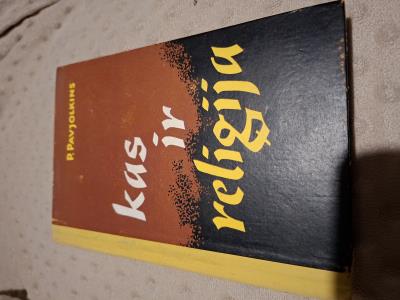 P. PAVJOLKINS
kas
ir
religija